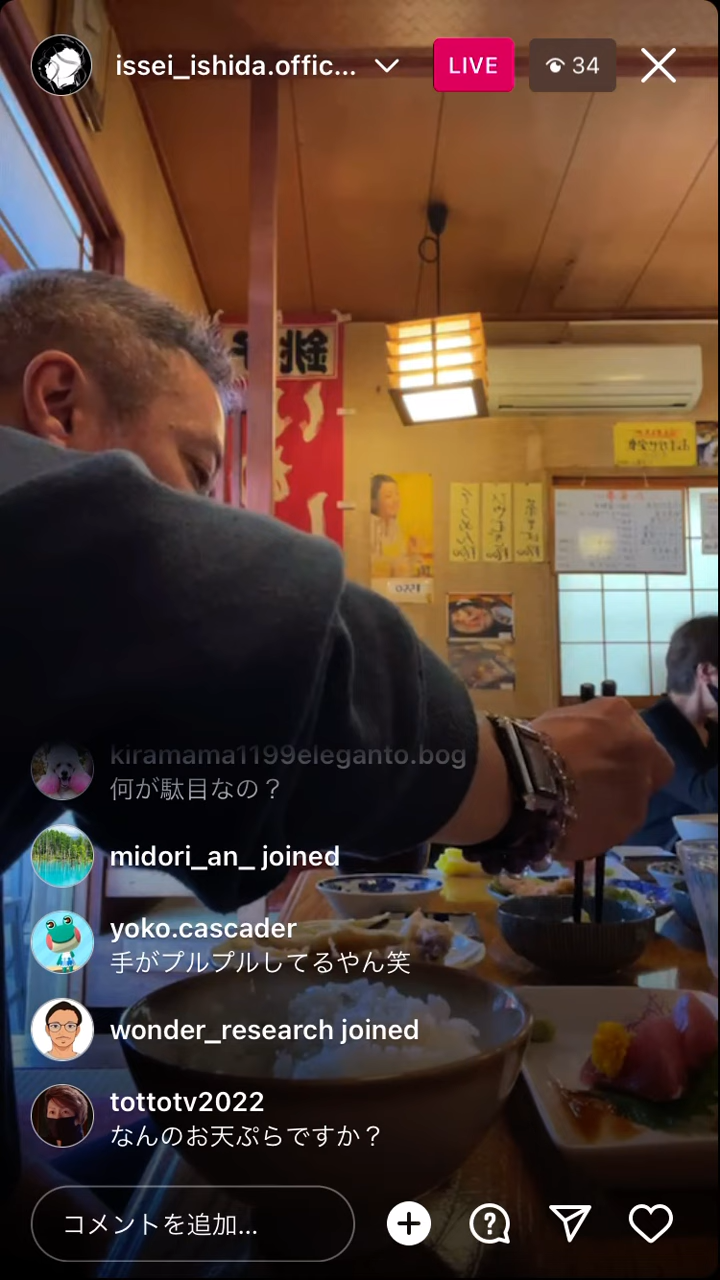 issei_ishida.offic...
LIVE
34
銚子
kiramama1199eleganto.bog
何が駄目なの？
midori_an_ joined
yoko.cascader
手がプルプルしてるやん笑
wonder_research joined
tottotv2022
なんのお天ぷらですか？
コメントを追加...